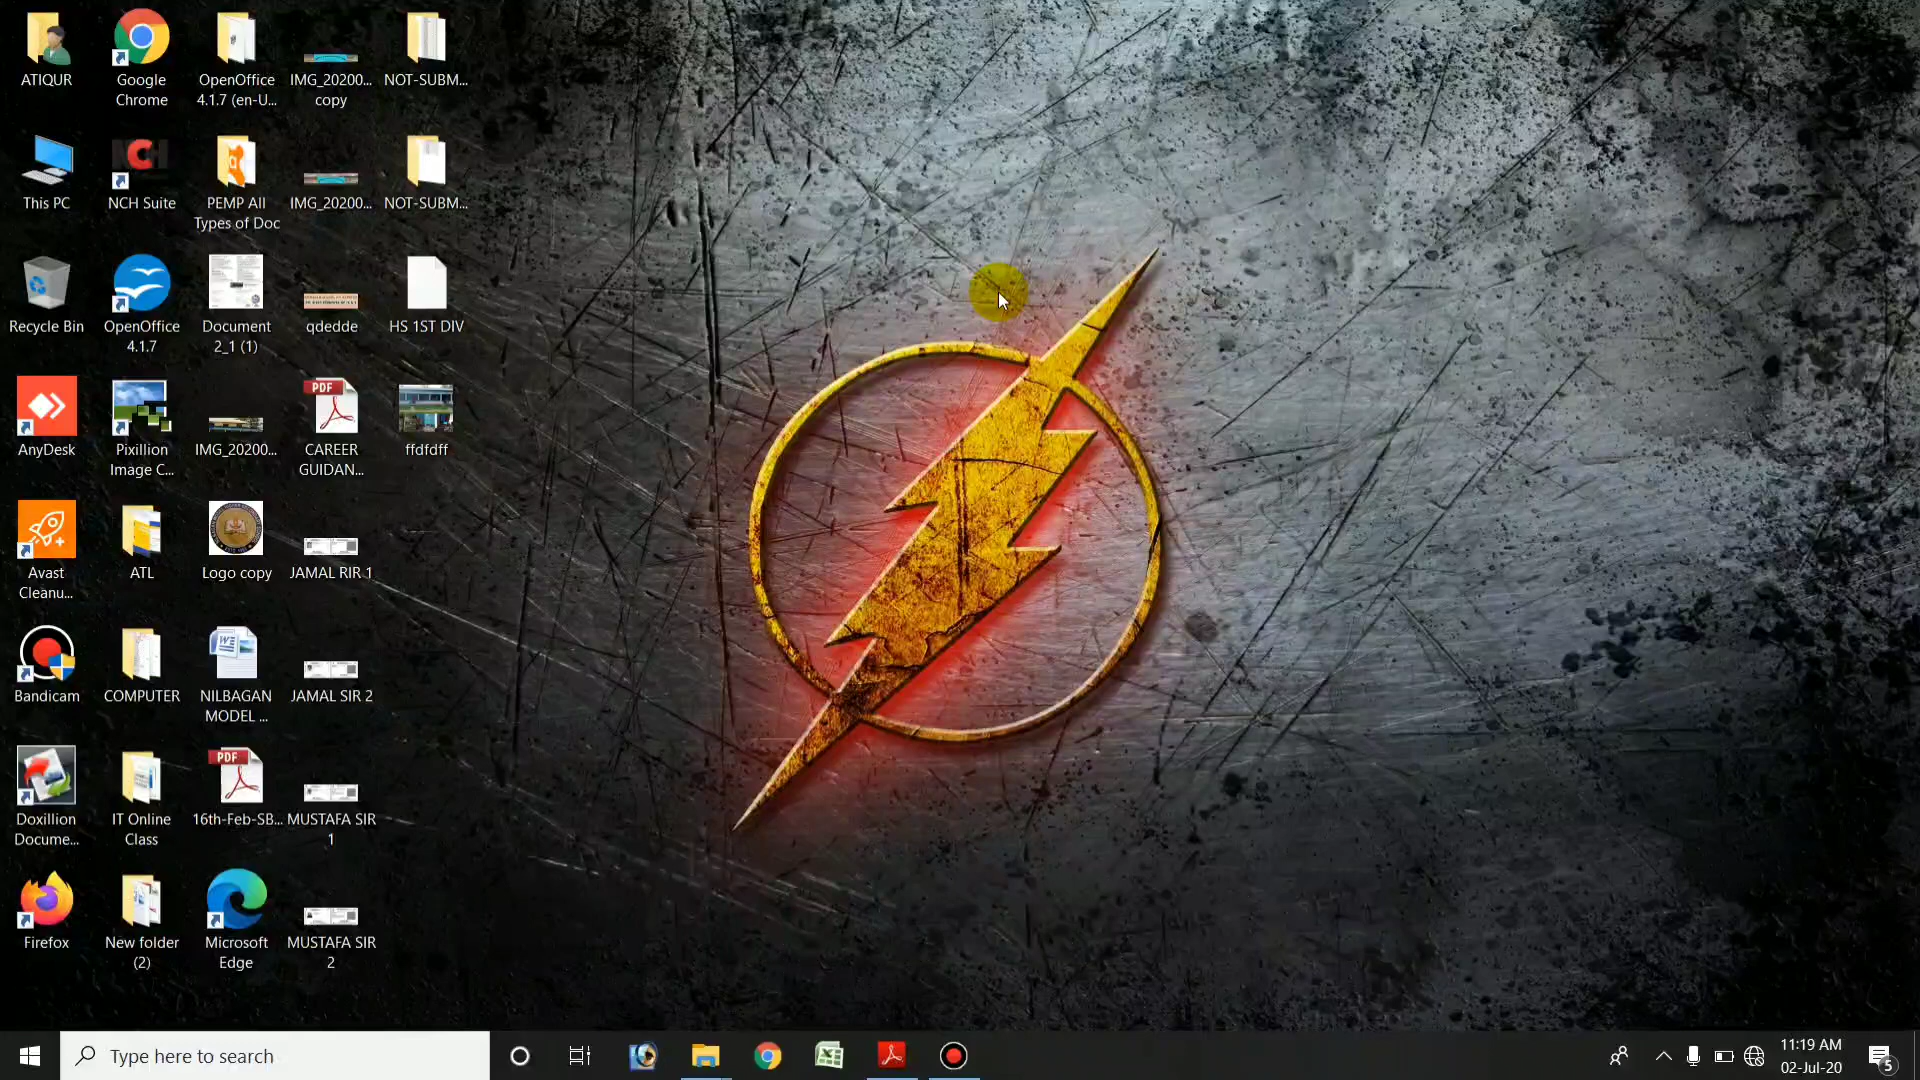 ATIQUR
Google
Chrome
OpenOffice
4.1.7 (en-U...
IMG_20200...
copy
NOT-SUBM...
This PC
NCH
NCH Suite
PEMP All
Types of Doc
IMG_20200...
NOT-SUBM...
Recycle Bin
OpenOffice
4.1.7
Document
2_1 (1)
qdedde
HS 1ST DIV
AnyDesk
Pixillion
Image C...
IMG_20200...
PDF
CAREER
GUIDAN...
ffdfdff
Avast
Cleanu...
ATL
Logo copy
JAMAL RIR 1
Bandicam
COMPUTER
W
NILBAGAN
MODEL ...
JAMAL SIR 2
Doxillion
Docume...
IT Online
Class
PDF
16th-Feb-SB...
MUSTAFA SIR
1
Firefox
New folder
(2)
Microsoft
Edge
MUSTAFA SIR
2
Type here to search
11:19 AM
02-Jul-20
5